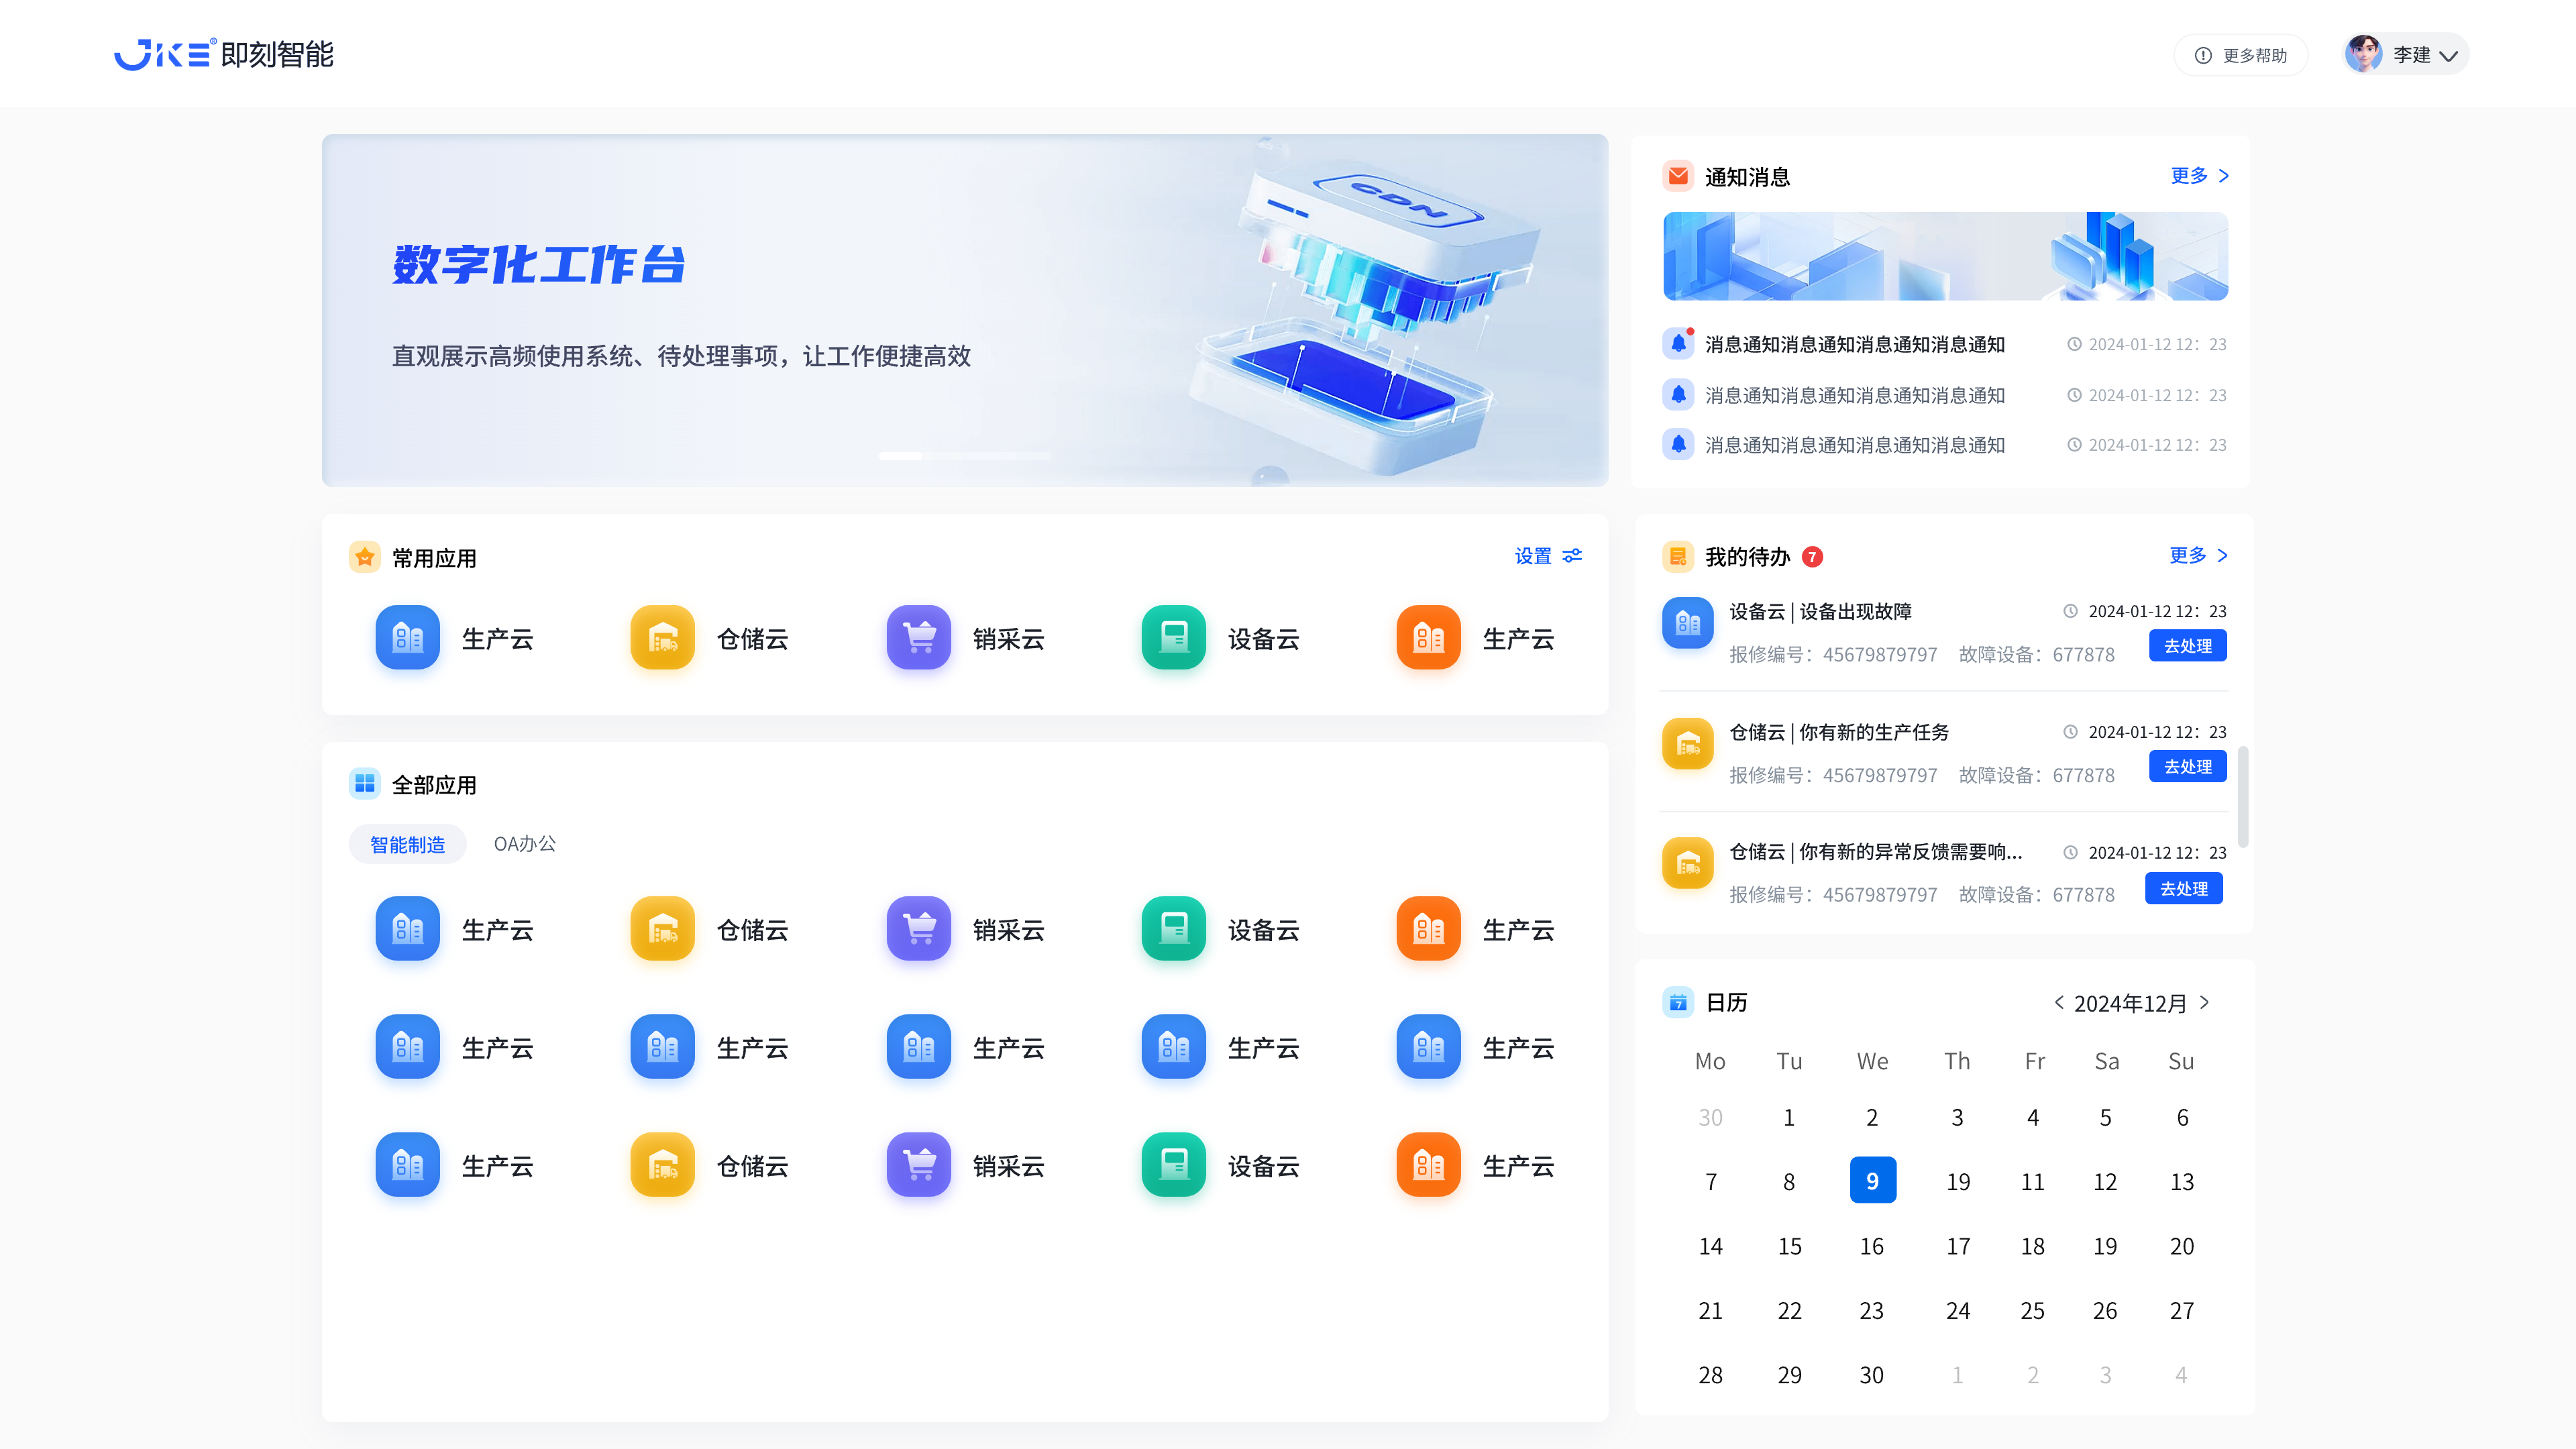 JKE® 即刻智能
更多帮助
李建
数字化工作台
直观展示高频使用系统、待处理事项，让工作便捷高效
CDN
通知消息
更多
消息通知消息通知消息通知消息通知 2024-01-12 12：23
消息通知消息通知消息通知消息通知 2024-01-12 12：23
消息通知消息通知消息通知消息通知 2024-01-12 12：23
常用应用
设置
生产云 仓储云 销采云 设备云 生产云
全部应用
智能制造 OA办公
生产云 仓储云 销采云 设备云 生产云
生产云 生产云 生产云 生产云 生产云
生产云 仓储云 销采云 设备云 生产云
我的待办 7
更多
设备云 | 设备出现故障 2024-01-12 12：23
报修编号：45679879797 故障设备：677878 去处理
仓储云 | 你有新的生产任务 2024-01-12 12：23
报修编号：45679879797 故障设备：677878 去处理
仓储云 | 你有新的异常反馈需要响... 2024-01-12 12：23
报修编号：45679879797 故障设备：677878 去处理
7 日历 < 2024年12月 >
Mo Tu We Th Fr Sa Su
30 1 2 3 4 5 6
7 8 9 19 11 12 13
14 15 16 17 18 19 20
21 22 23 24 25 26 27
28 29 30 1 2 3 4